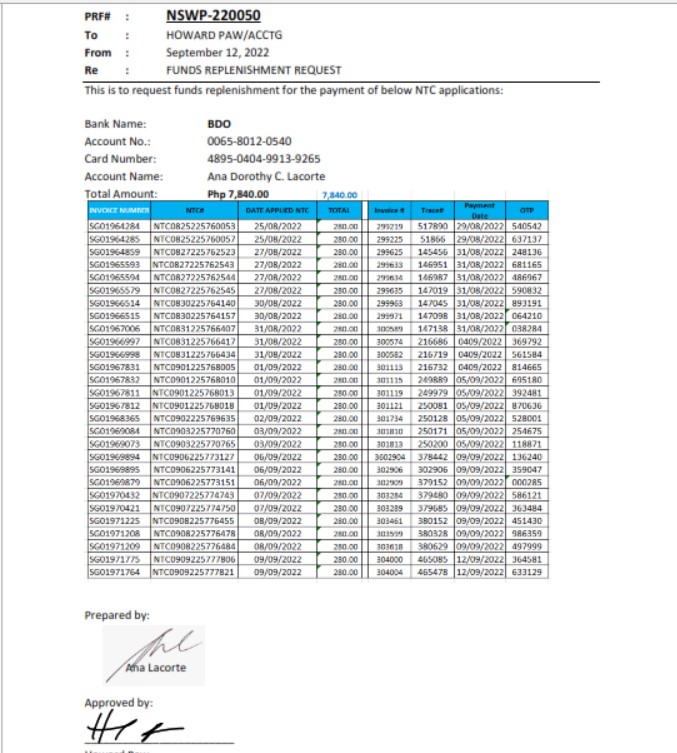 PRF# : NSWP-220050
To : HOWARD PAW/ACCTG
From : September 12, 2022
Re : FUNDS REPLENISHMENT REQUEST
This is to request funds replenishment for the payment of below NTC applications:
Bank Name: BDO
Account No.: 0065-8012-0540
Card Number: 4895-0404-9913-9265
Account Name: Ana Dorothy C. Lacorte
Total Amount: Php 7,840.00 7,840.00
INVOICE NUMBER NTC# DATE APPLIED NTC TOTAL Invoice # Trace# Payment Date OTP
SG01964284 NTC0825225760053 25/08/2022 280.00 299219 517890 29/08/2022 540542
SG01964285 NTC0825225760057 25/08/2022 280.00 299225 51866 29/08/2022 637137
SG01964859 NTC0827225762523 27/08/2022 280.00 299625 145456 31/08/2022 248136
SG01965593 NTC0827225762543 27/08/2022 280.00 299633 146951 31/08/2022 681165
SG01965594 NTC0827225762544 27/08/2022 280.00 299634 146987 31/08/2022 486967
SG01965579 NTC0827225762545 27/08/2022 280.00 299635 147019 31/08/2022 590832
SG01966514 NTC0830225764140 30/08/2022 280.00 299963 147045 31/08/2022 893191
SG01966515 NTC0830225764157 30/08/2022 280.00 299971 147098 31/08/2022 064210
SG01967006 NTC0831225766407 31/08/2022 280.00 300589 147138 31/08/2022 038284
SG01966997 NTC0831225766417 31/08/2022 280.00 300574 216686 0409/2022 369792
SG01966998 NTC0831225766434 31/08/2022 280.00 300582 216719 0409/2022 561584
SG01967831 NTC0901225768005 01/09/2022 280.00 301113 216732 0409/2022 814665
SG01967832 NTC0901225768010 01/09/2022 280.00 301115 249889 05/09/2022 695180
SG01967811 NTC0901225768013 01/09/2022 280.00 301119 249979 05/09/2022 392481
SG01967812 NTC0901225768018 01/09/2022 280.00 301121 250081 05/09/2022 870636
SG01968365 NTC0902225769635 02/09/2022 280.00 301734 250128 05/09/2022 528001
SG01969084 NTC0903225770760 03/09/2022 280.00 301810 250171 05/09/2022 254675
SG01969073 NTC0903225770765 03/09/2022 280.00 301813 250200 05/09/2022 118871
SG01969894 NTC0906225773127 06/09/2022 280.00 3602904 378442 09/09/2022 136240
SG01969895 NTC0906225773141 06/09/2022 280.00 302906 302906 09/09/2022 359047
SG01969879 NTC0906225773151 06/09/2022 280.00 302909 379152 09/09/2022 000285
SG01970432 NTC0907225774743 07/09/2022 280.00 303284 379480 09/09/2022 586121
SG01970421 NTC0907225774750 07/09/2022 280.00 303289 379685 09/09/2022 363484
SG01971225 NTC0908225776455 08/09/2022 280.00 303461 380152 09/09/2022 451430
SG01971208 NTC0908225776478 08/09/2022 280.00 303599 380328 09/09/2022 986359
SG01971209 NTC0908225776484 08/09/2022 280.00 303618 380629 09/09/2022 497999
SG01971775 NTC0909225777806 09/09/2022 280.00 304000 465085 12/09/2022 364581
SG01971764 NTC0909225777821 09/09/2022 280.00 304004 465478 12/09/2022 633129
Prepared by:
Ana Lacorte
Approved by: